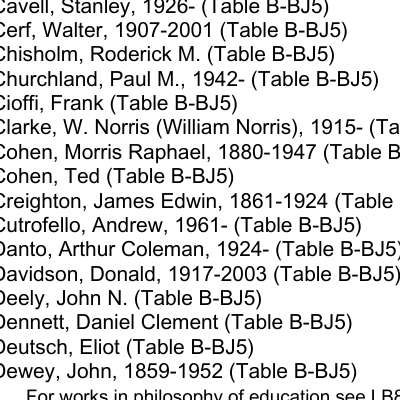 Cavell, Stanley, 1926- (Table B-BJ5)
Cerf, Walter, 1907-2001 (Table B-BJ5)
Chisholm, Roderick M. (Table B-BJ5)
Churchland, Paul M., 1942- (Table B-BJ5)
Cioffi, Frank (Table B-BJ5)
Clarke, W. Norris (William Norris), 1915- (Ta
Cohen, Morris Raphael, 1880-1947 (Table B
Cohen, Ted (Table B-BJ5)
Creighton, James Edwin, 1861-1924 (Table
Cutrofello, Andrew, 1961- (Table B-BJ5)
Danto, Arthur Coleman, 1924- (Table B-BJ5)
Davidson, Donald, 1917-2003 (Table B-BJ5)
Deely, John N. (Table B-BJ5)
Dennett, Daniel Clement (Table B-BJ5)
Deutsch, Eliot (Table B-BJ5)
Dewey, John, 1859-1952 (Table B-BJ5)
For works in philosophy of education see LB8